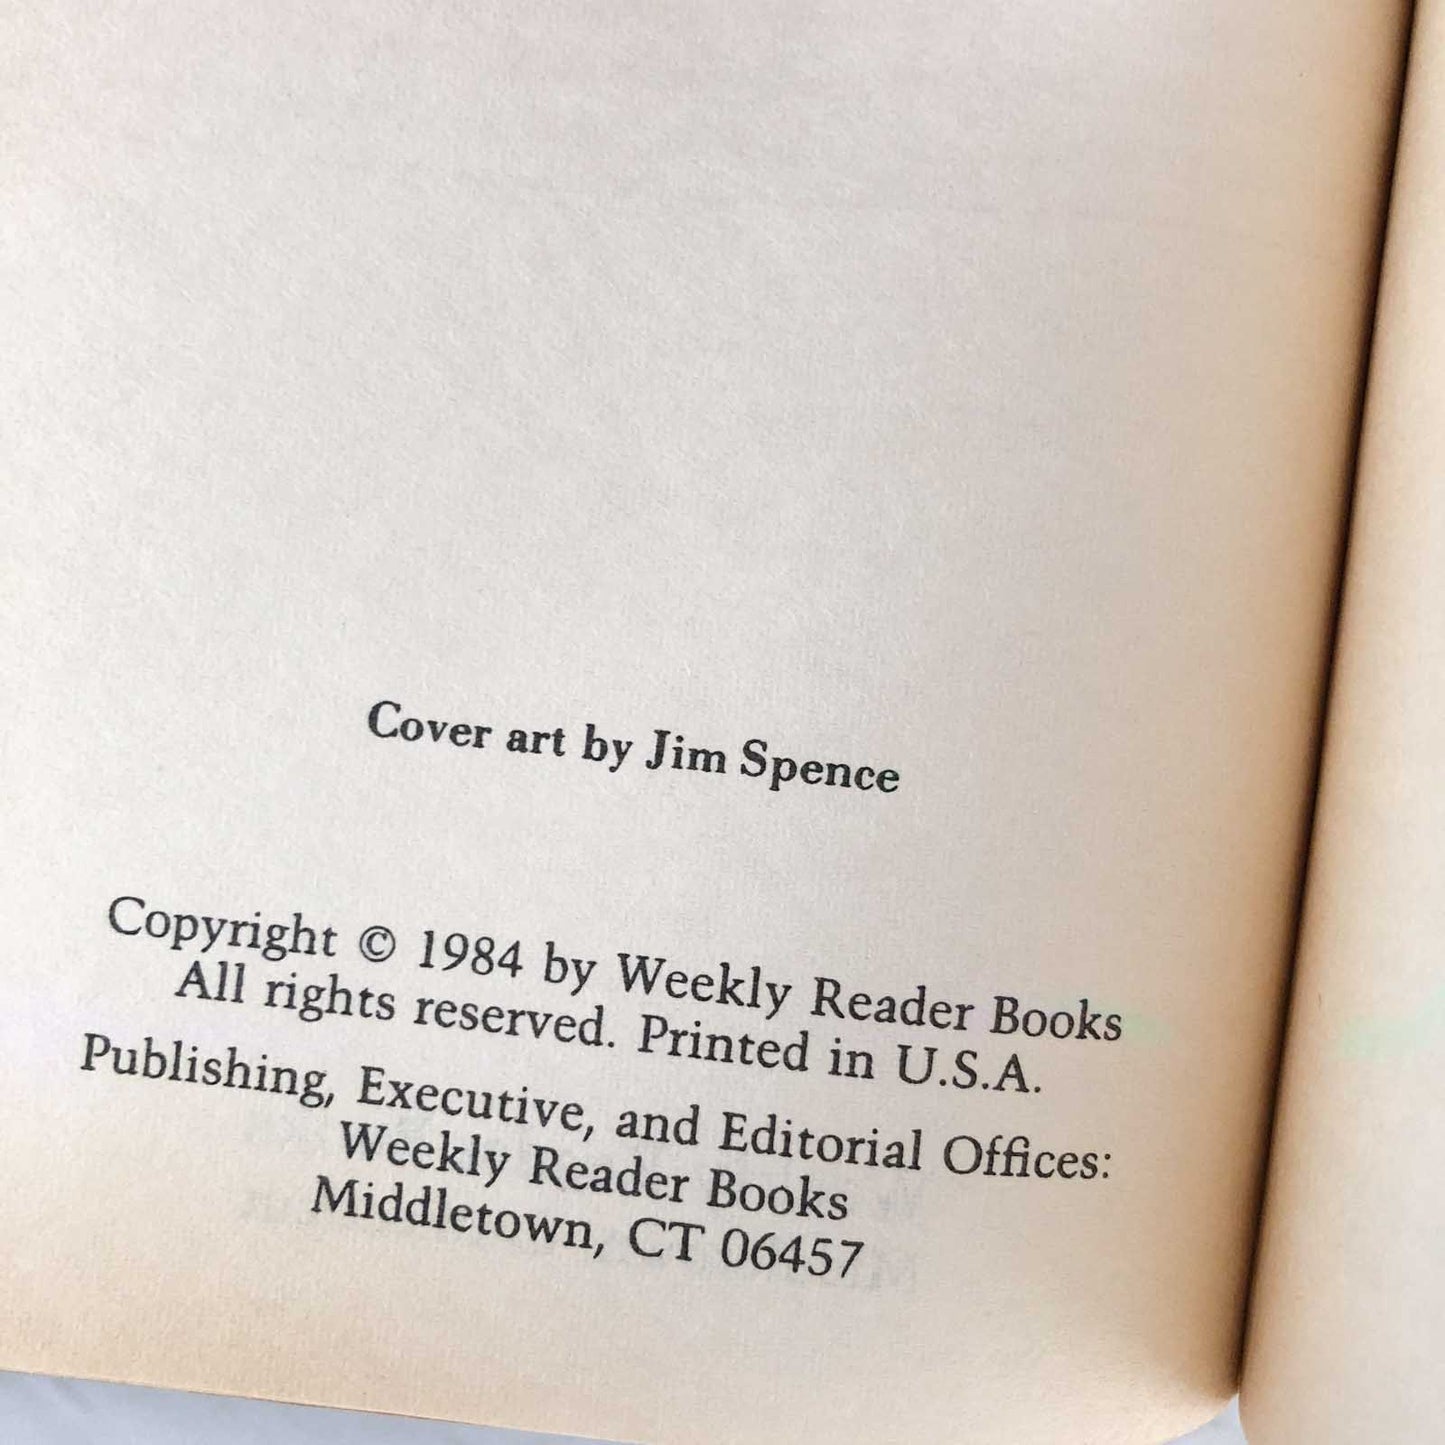 Cover art by Jim Spence
Copyright © 1984 by Weekly Reader Books
All rights reserved. Printed in U.S.A.
Publishing, Executive, and Editorial Offices:
Weekly Reader Books
Middletown, CT 06457